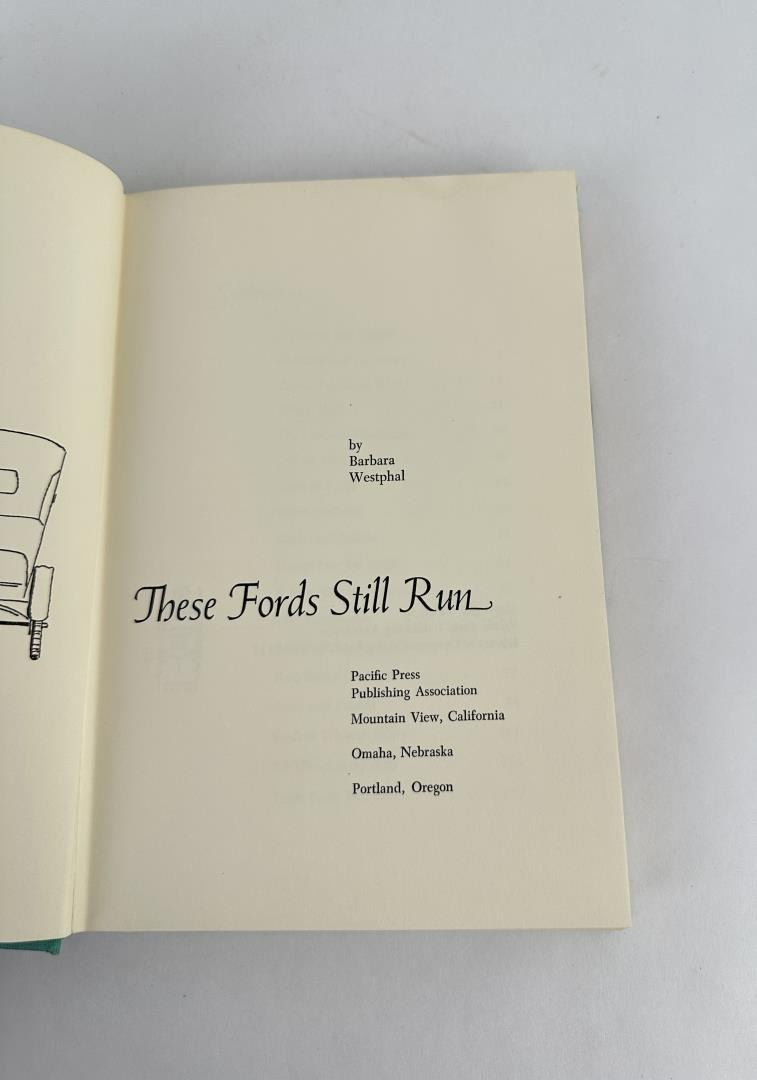 by
Barbara
Westphal
These Fords Still Run
Pacific Press
Publishing Association
Mountain View, California
Omaha, Nebraska
Portland, Oregon